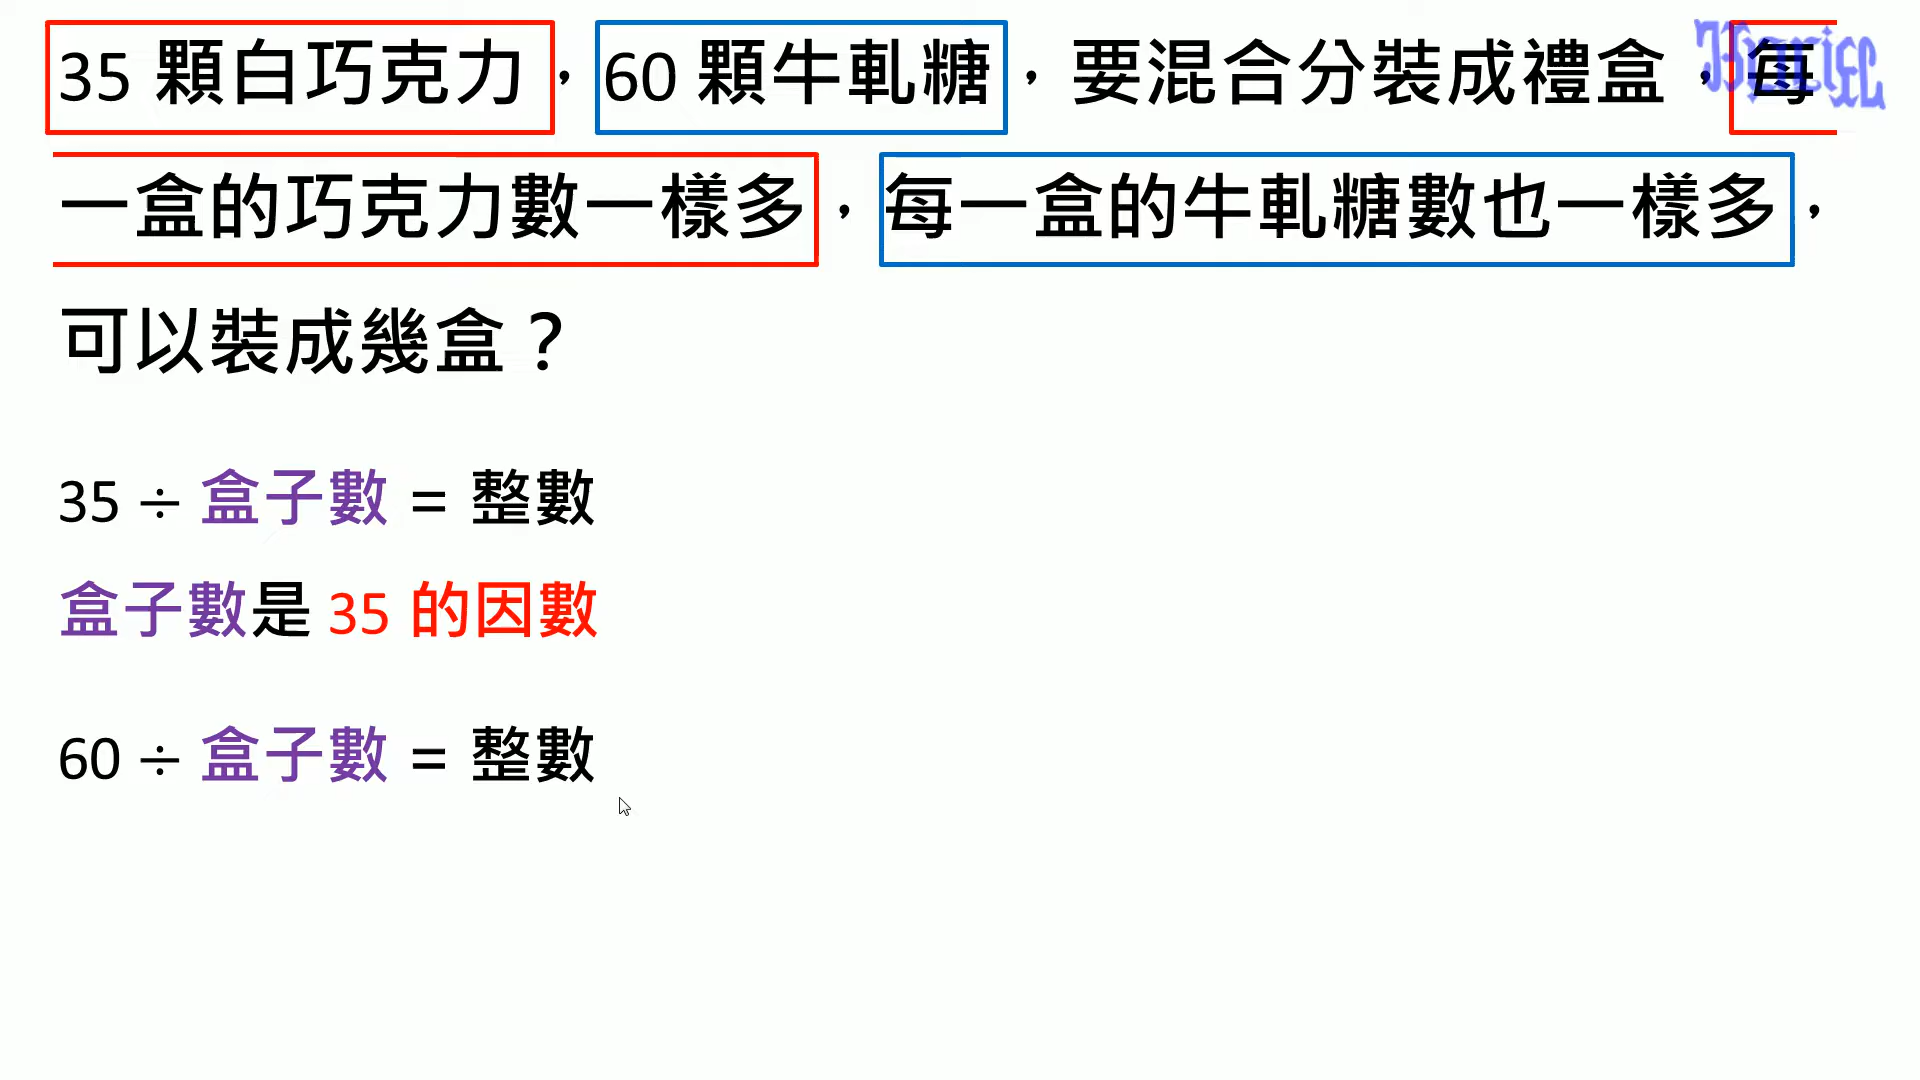 35 顆白巧克力，60 顆牛軋糖，要混合分裝成禮盒，每
一盒的巧克力數一樣多，每一盒的牛軋糖數也一樣多，
可以裝成幾盒？
35 ÷ 盒子數 = 整數
盒子數是 35 的因數
60 ÷ 盒子數 = 整數